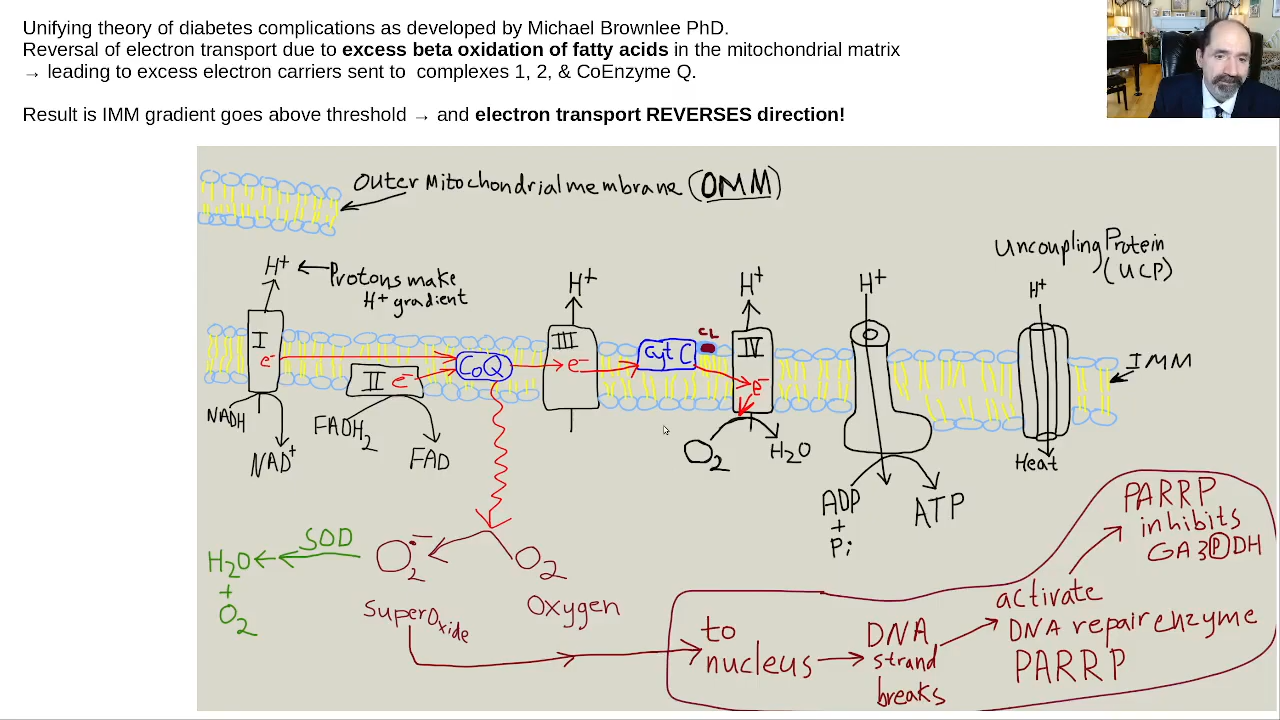 Unifying theory of diabetes complications as developed by Michael Brownlee PhD.
Reversal of electron transport due to excess beta oxidation of fatty acids in the mitochondrial matrix
→ leading to excess electron carriers sent to complexes 1, 2, & CoEnzyme Q.
Result is IMM gradient goes above threshold → and electron transport REVERSES direction!
Outer Mitochondrial membrane (OMM)
Uncoupling Protein
(UCP)
H+
Protons make
H+ gradient
H+
H+
H+
H+
I
e-
II
e-
CoQ
III
e-
Cyt C
CL
IV
e-
IMM
NADH
NAD+
FADH2
FAD
O2
H2O
Heat
ADP
+
Pi
ATP
PARRP
inhibits
GA3PDH
SOD
H2O
+
O2
O2•-
O2
SuperOxide
Oxygen
to
nucleus
DNA
strand
breaks
activate
DNA repair enzyme
PARRP